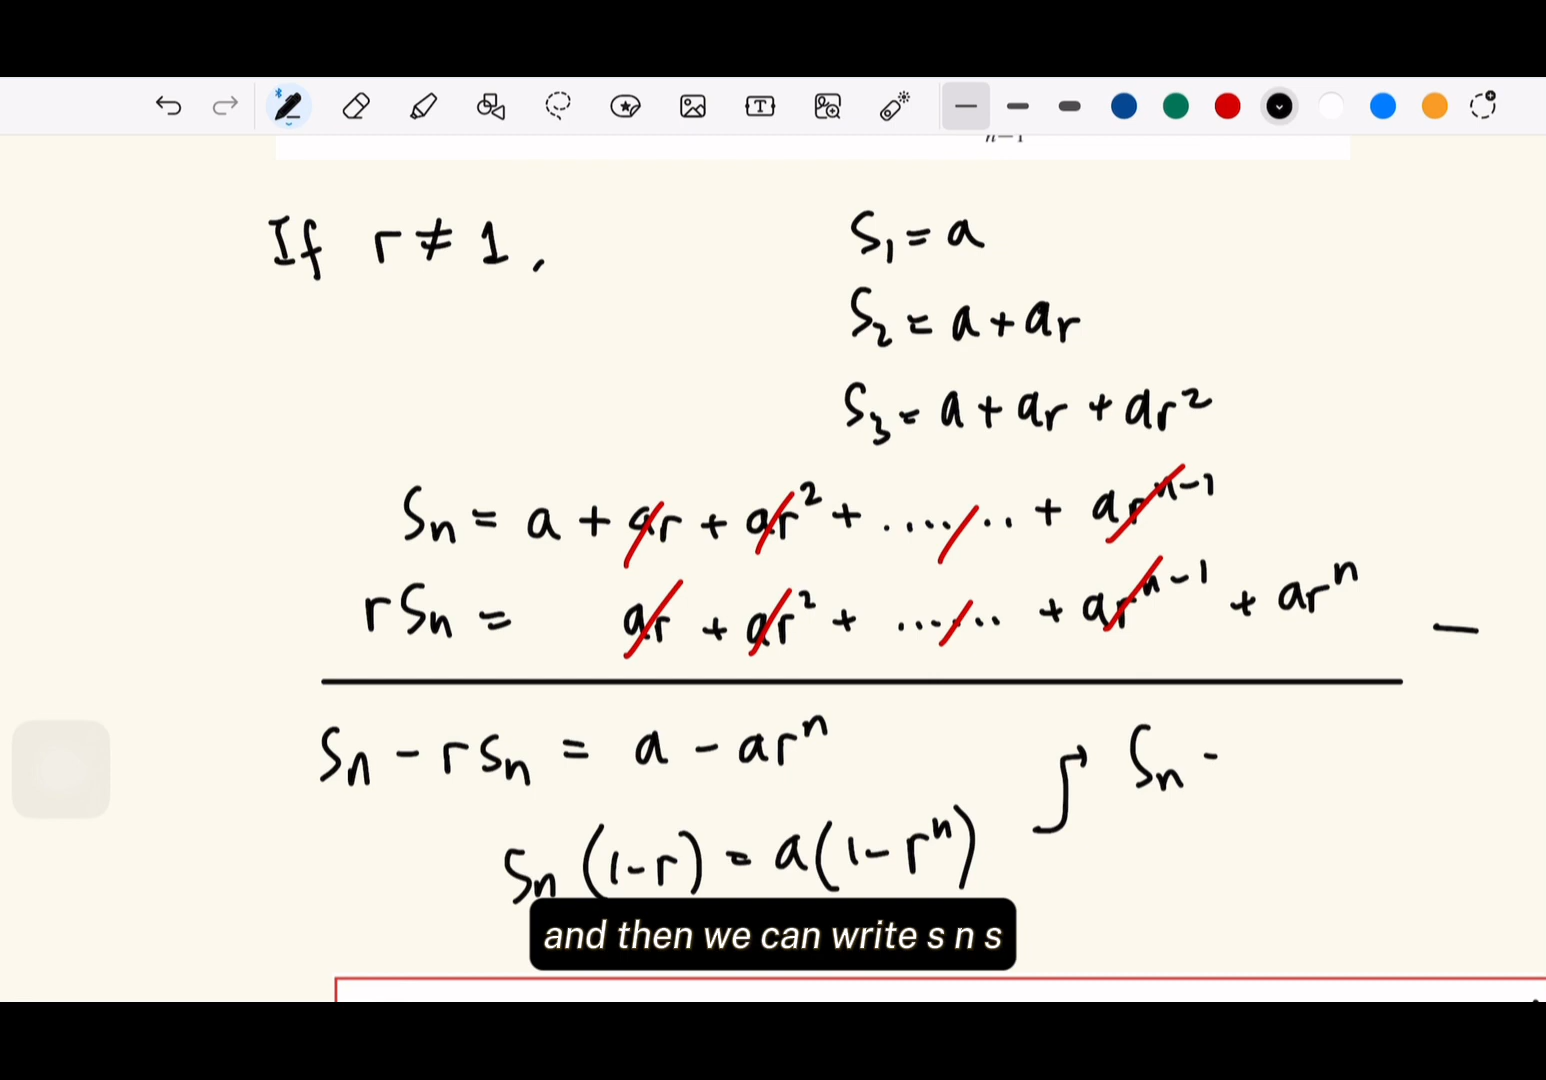 n=1
If r ≠ 1,
S₁ = a
S₂ = a + ar
S₃ = a + ar + ar²
Sₙ = a + ar + ar² + ....... + arⁿ⁻¹
rSₙ = ar + ar² + ....... + arⁿ⁻¹ + arⁿ –
Sₙ - rSₙ = a - arⁿ
Sₙ -
Sₙ (1-r) = a(1-rⁿ)
and then we can write s n s